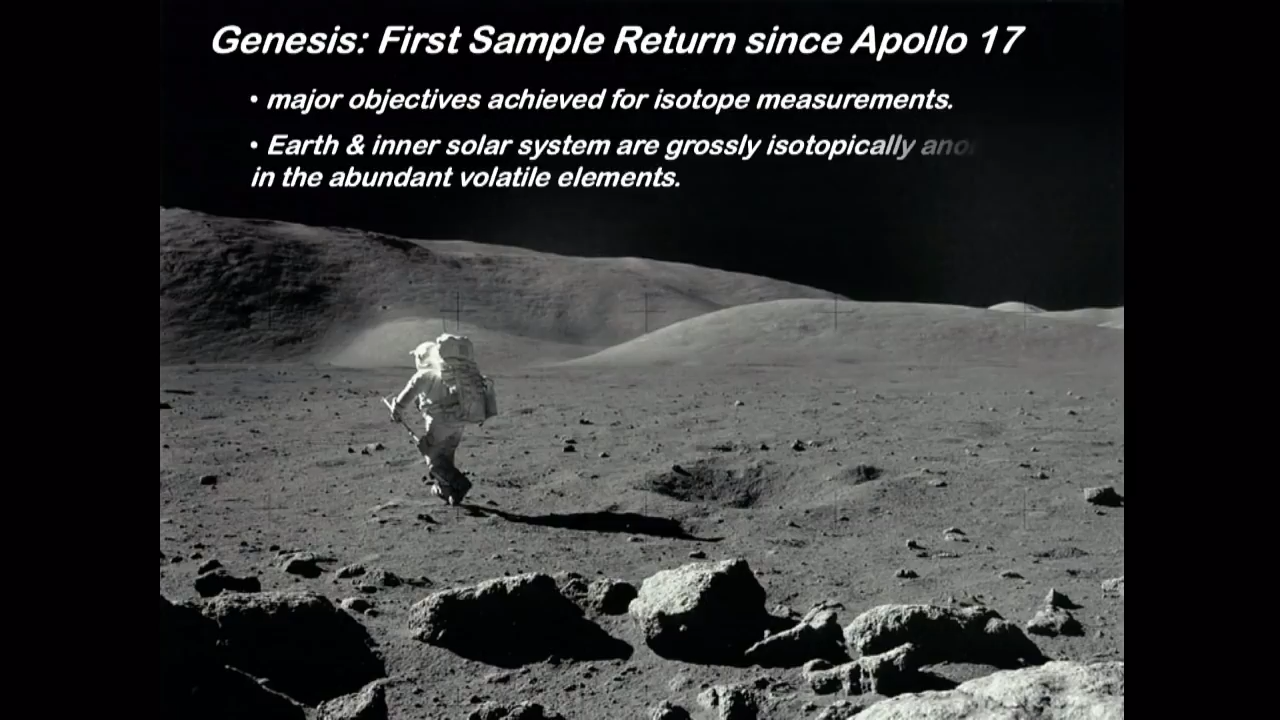 Genesis: First Sample Return since Apollo 17
• major objectives achieved for isotope measurements.
• Earth & inner solar system are grossly isotopically
in the abundant volatile elements.